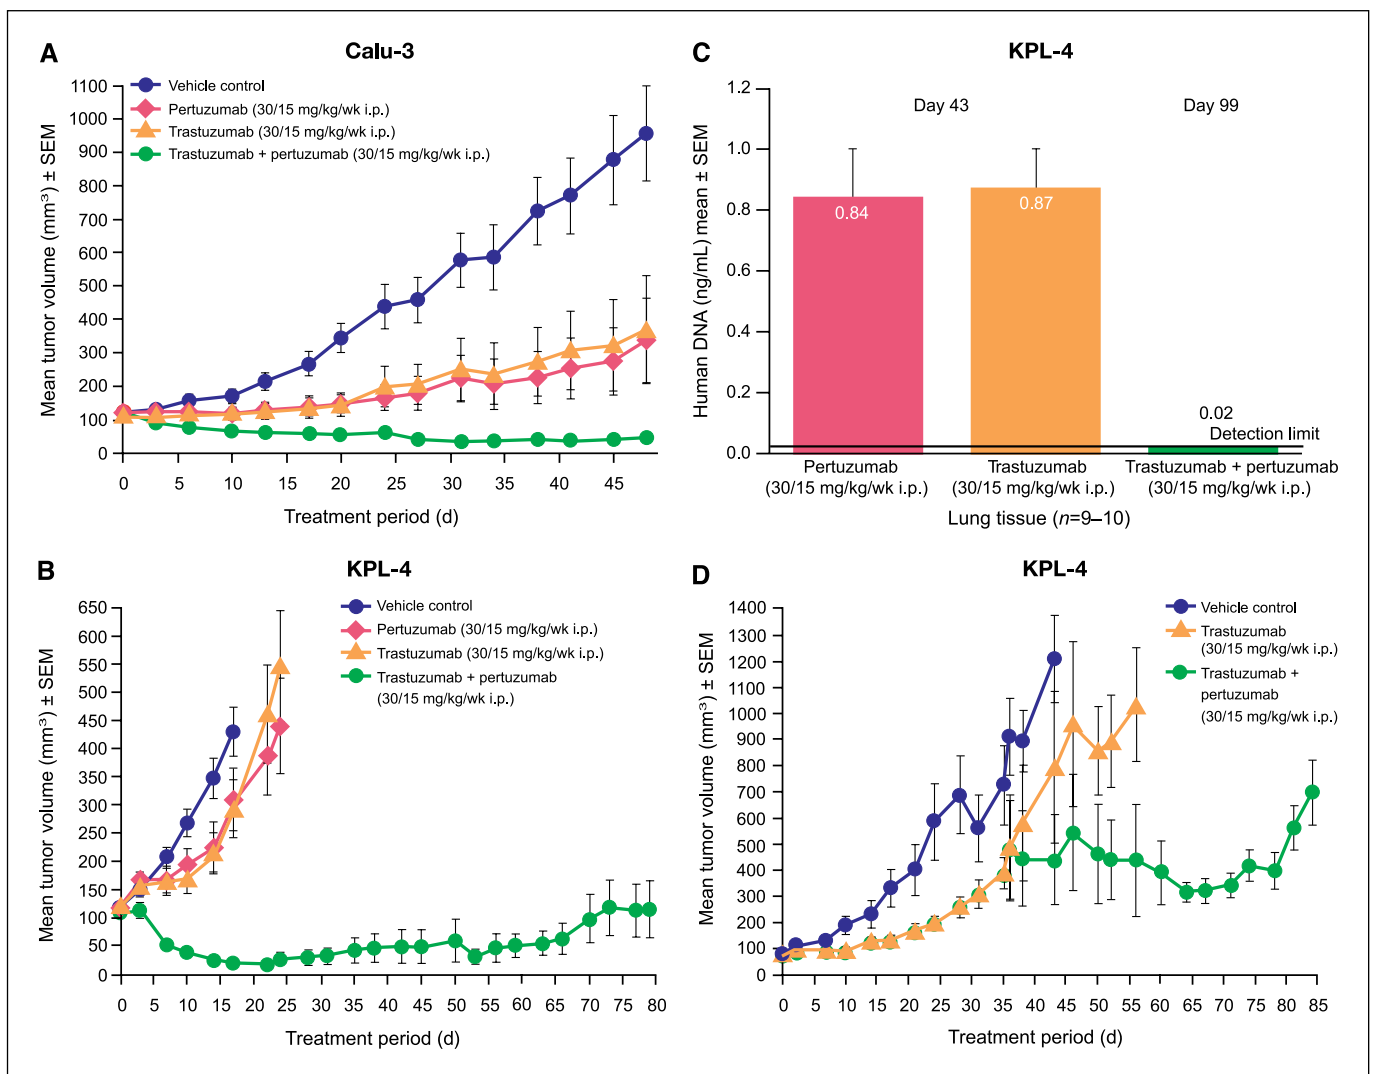 A
Calu-3
Mean tumor volume (mm³) ± SEM
1100
1000
900
800
700
600
500
400
300
200
100
0
Vehicle control
Pertuzumab (30/15 mg/kg/wk i.p.)
Trastuzumab (30/15 mg/kg/wk i.p.)
Trastuzumab + pertuzumab (30/15 mg/kg/wk i.p.)
0 5 10 15 20 25 30 35 40 45
Treatment period (d)
C
KPL-4
Human DNA (ng/mL) mean ± SEM
1.2
1.0
0.8
0.6
0.4
0.2
0.0
Day 43
Day 99
0.84
0.87
0.02
Detection limit
Pertuzumab
(30/15 mg/kg/wk i.p.)
Trastuzumab
(30/15 mg/kg/wk i.p.)
Trastuzumab + pertuzumab
(30/15 mg/kg/wk i.p.)
Lung tissue (n=9–10)
B
KPL-4
Mean tumor volume (mm³) ± SEM
650
600
550
500
450
400
350
300
250
200
150
100
50
0
Vehicle control
Pertuzumab (30/15 mg/kg/wk i.p.)
Trastuzumab (30/15 mg/kg/wk i.p.)
Trastuzumab + pertuzumab
(30/15 mg/kg/wk i.p.)
0 5 10 15 20 25 30 35 40 45 50 55 60 65 70 75 80
Treatment period (d)
D
KPL-4
Mean tumor volume (mm³) ± SEM
1400
1300
1200
1100
1000
900
800
700
600
500
400
300
200
100
0
Vehicle control
Trastuzumab
(30/15 mg/kg/wk i.p.)
Trastuzumab +
pertuzumab
(30/15 mg/kg/wk i.p.)
0 5 10 15 20 25 30 35 40 45 50 55 60 65 70 75 80 85
Treatment period (d)